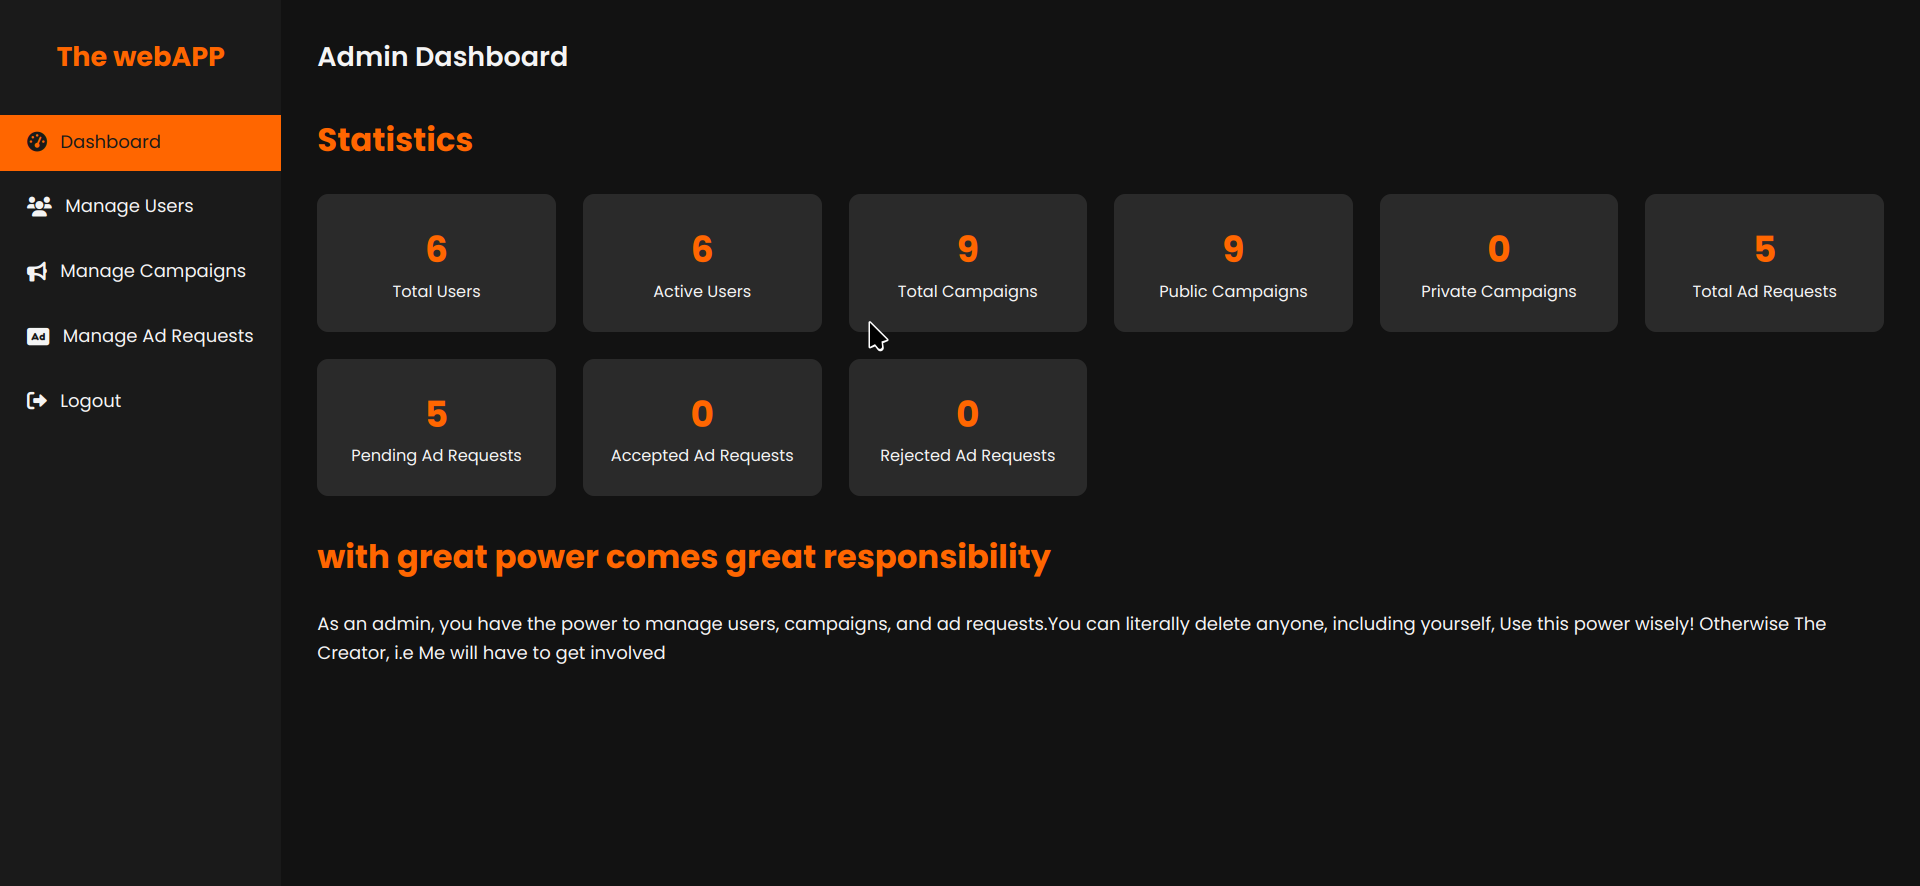 The webAPP
Dashboard
Manage Users
Manage Campaigns
Ad Manage Ad Requests
Logout
Admin Dashboard
Statistics
6
Total Users
6
Active Users
9
Total Campaigns
9
Public Campaigns
0
Private Campaigns
5
Total Ad Requests
5
Pending Ad Requests
0
Accepted Ad Requests
0
Rejected Ad Requests
with great power comes great responsibility
As an admin, you have the power to manage users, campaigns, and ad requests.You can literally delete anyone, including yourself, Use this power wisely! Otherwise The
Creator, i.e Me will have to get involved